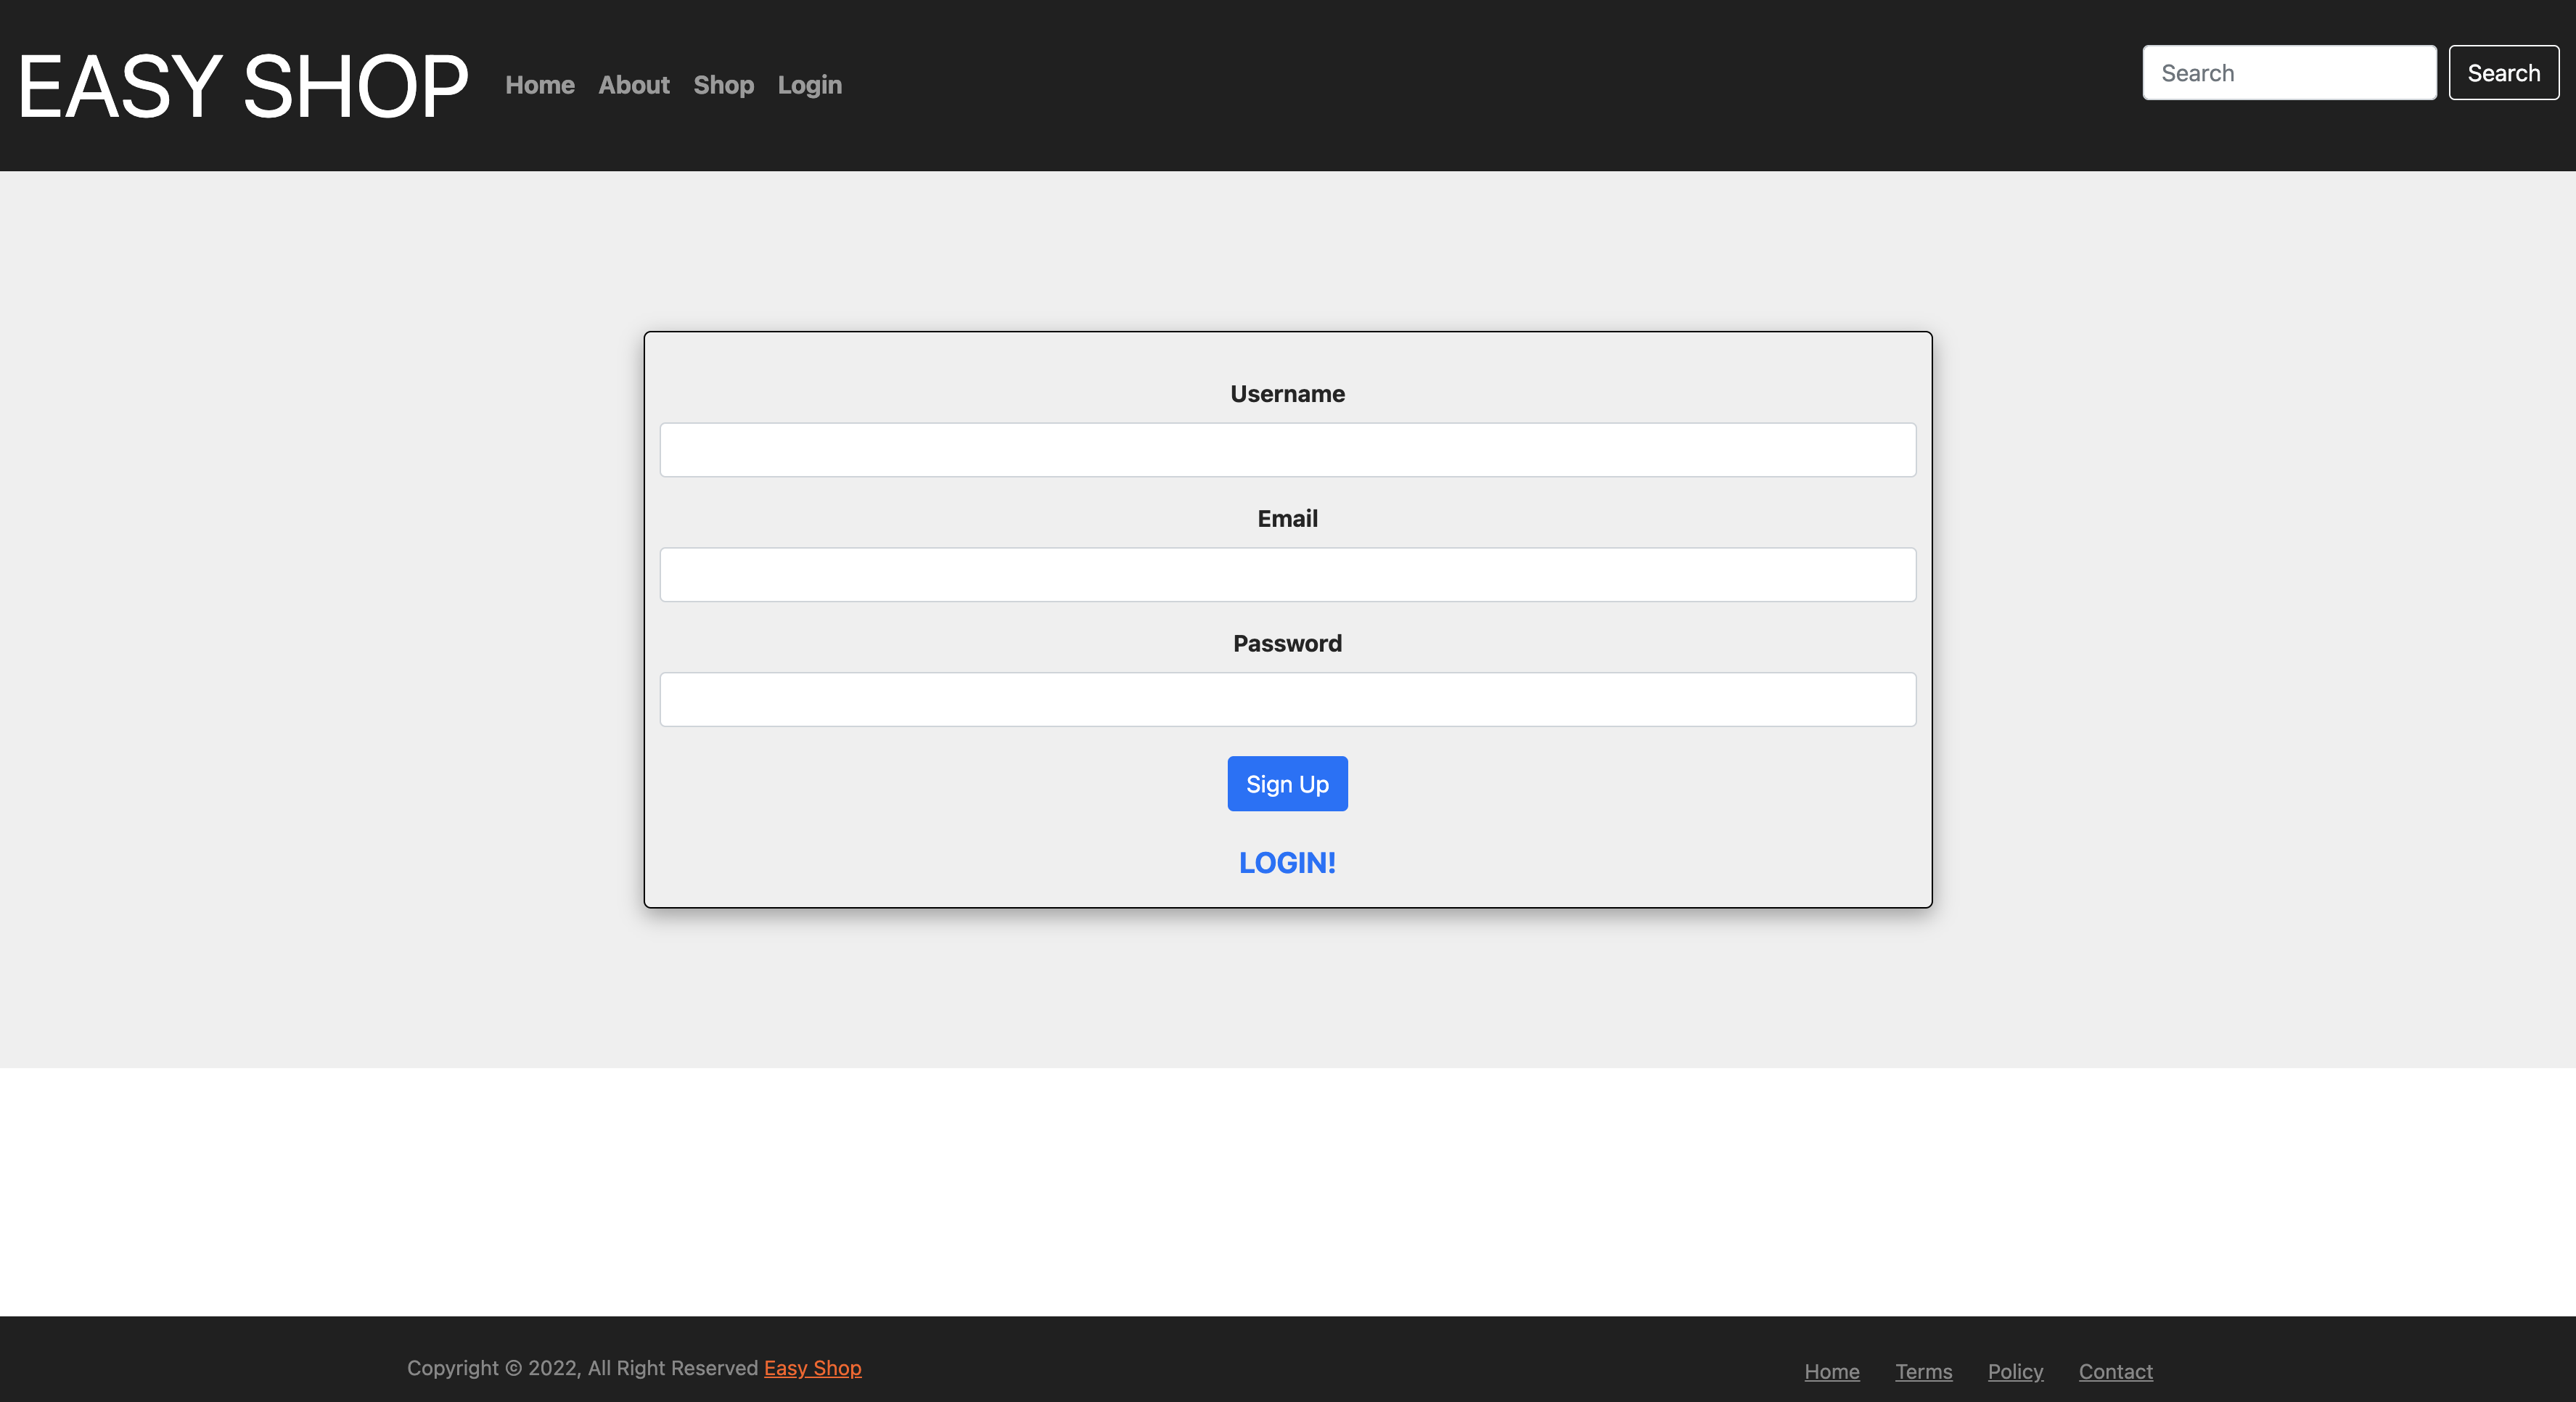 EASY SHOP Home About Shop Login Search Search
Username
Email
Password
Sign Up
LOGIN!
Copyright © 2022, All Right Reserved Easy Shop Home Terms Policy Contact